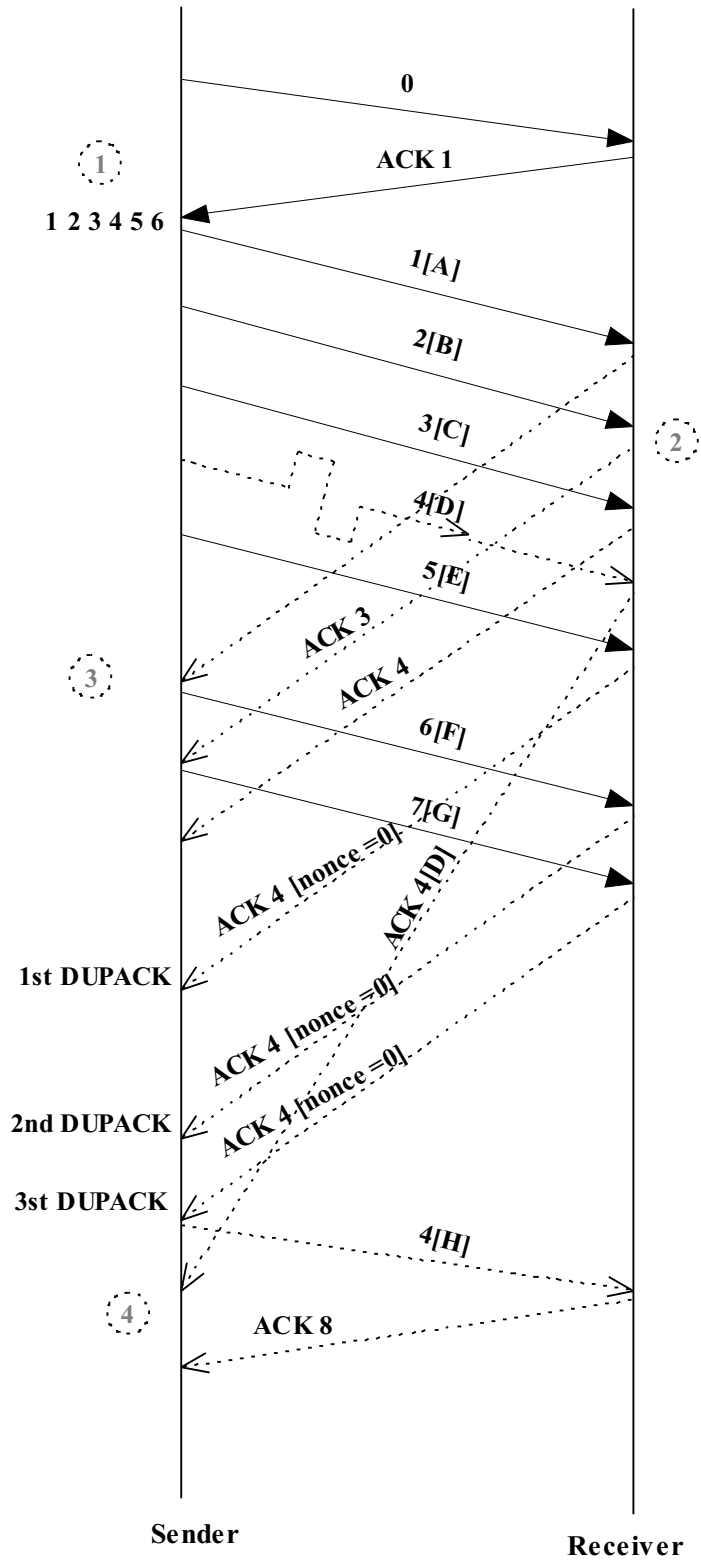 0
1
ACK 1
1 2 3 4 5 6
1[A]
2[B]
3[C]
2
4[D]
5[E]
ACK 3
ACK 4
3
6[F]
7[G]
ACK 4 [nonce =0]
ACK 4[D]
1st DUPACK
ACK 4 [nonce =0]
ACK 4 [nonce =0]
2nd DUPACK
3st DUPACK
4[H]
4
ACK 8
Sender
Receiver